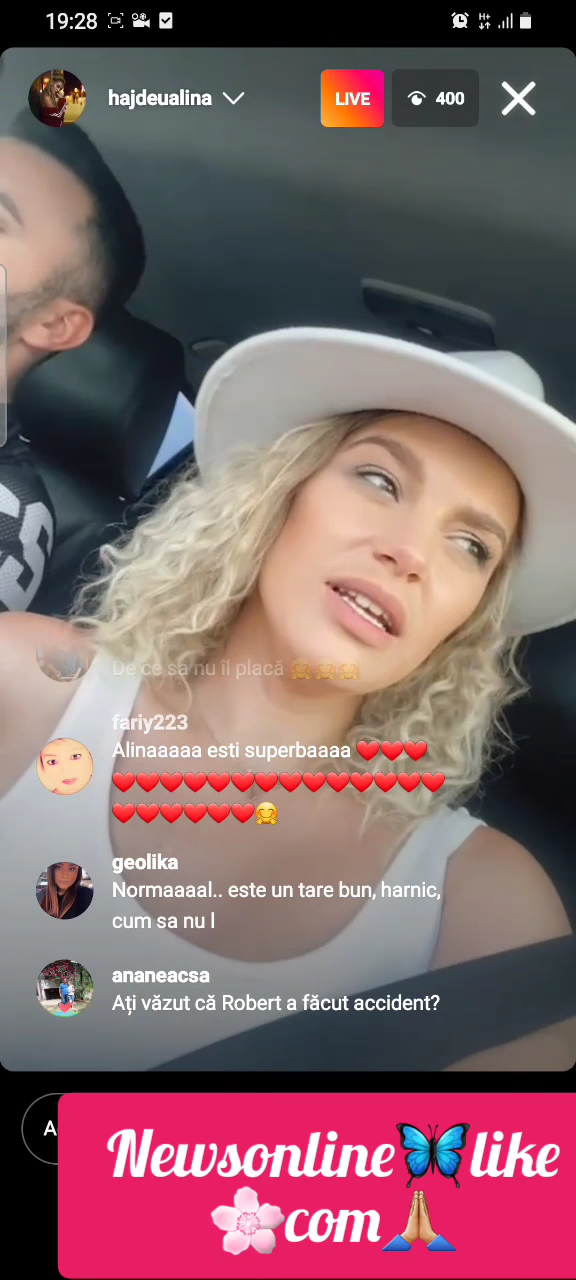 19:28
hajdeualina
LIVE
400
De ce să nu îl placă 🤗🤗🤗
fariy223
Alinaaaaa esti superbaaaa ❤️❤️❤️
❤️❤️❤️❤️❤️❤️❤️❤️❤️❤️❤️❤️❤️❤️
❤️❤️❤️❤️❤️❤️🤗
geolika
Normaaaal.. este un tare bun, harnic,
cum sa nu l
ananeacsa
Ați văzut că Robert a făcut accident?
Newsonline🦋like
🌸com🙏🏼